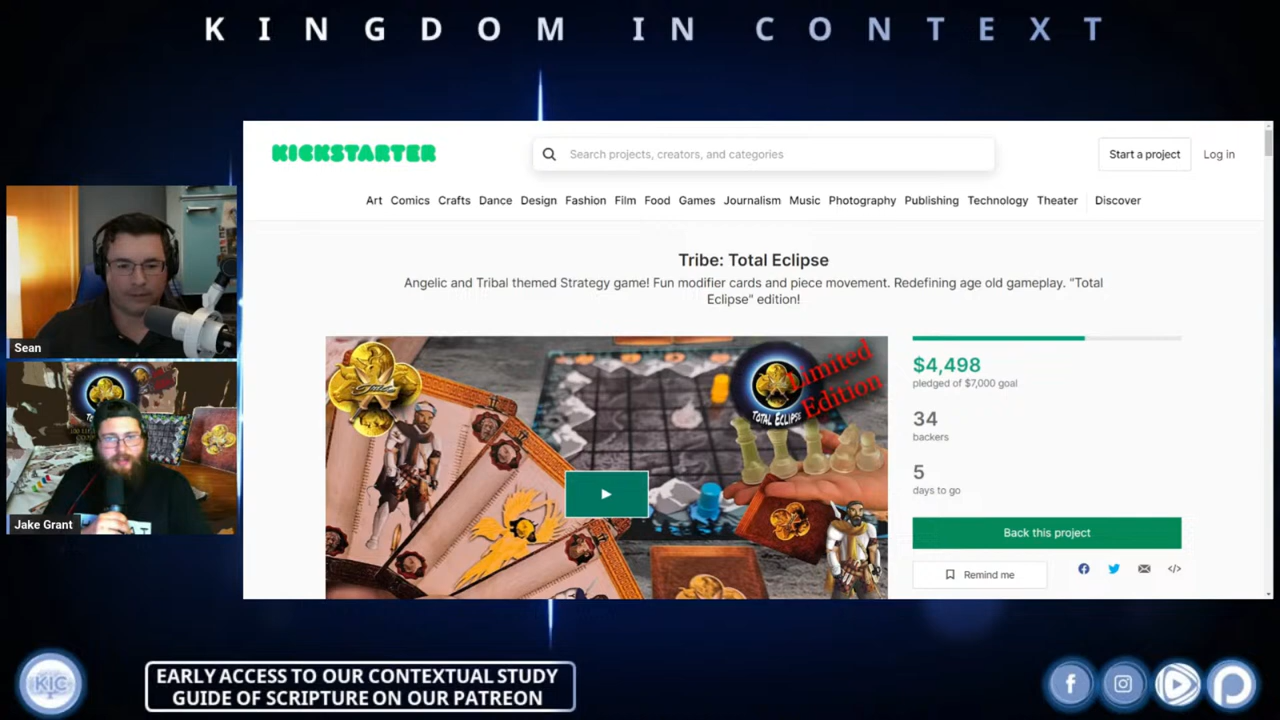 KINGDOM IN CONTEXT
KICKSTARTER
Search projects, creators, and categories
Start a project
Log in
Art Comics Crafts Dance Design Fashion Film Food Games Journalism Music Photography Publishing Technology Theater Discover
Tribe: Total Eclipse
Angelic and Tribal themed Strategy game! Fun modifier cards and piece movement. Redefining age old gameplay. "Total
Eclipse" edition!
Limited
Edition
TOTAL ECLIPSE
$4,498
pledged of $7,000 goal
34
backers
5
days to go
Back this project
Remind me
</>
Sean
Jake Grant
KIC
EARLY ACCESS TO OUR CONTEXTUAL STUDY
GUIDE OF SCRIPTURE ON OUR PATREON